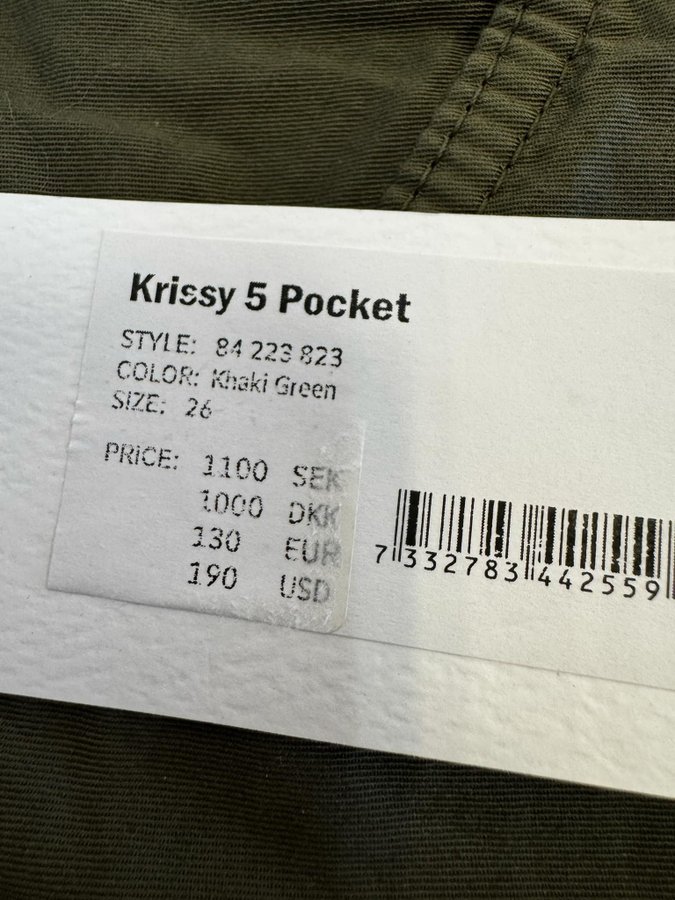 Krissy 5 Pocket
STYLE: 84 223 823
COLOR: Khaki Green
SIZE: 26
PRICE: 1100 SEK
1000 DKK
130 EUR
190 USD
7 332783 442559